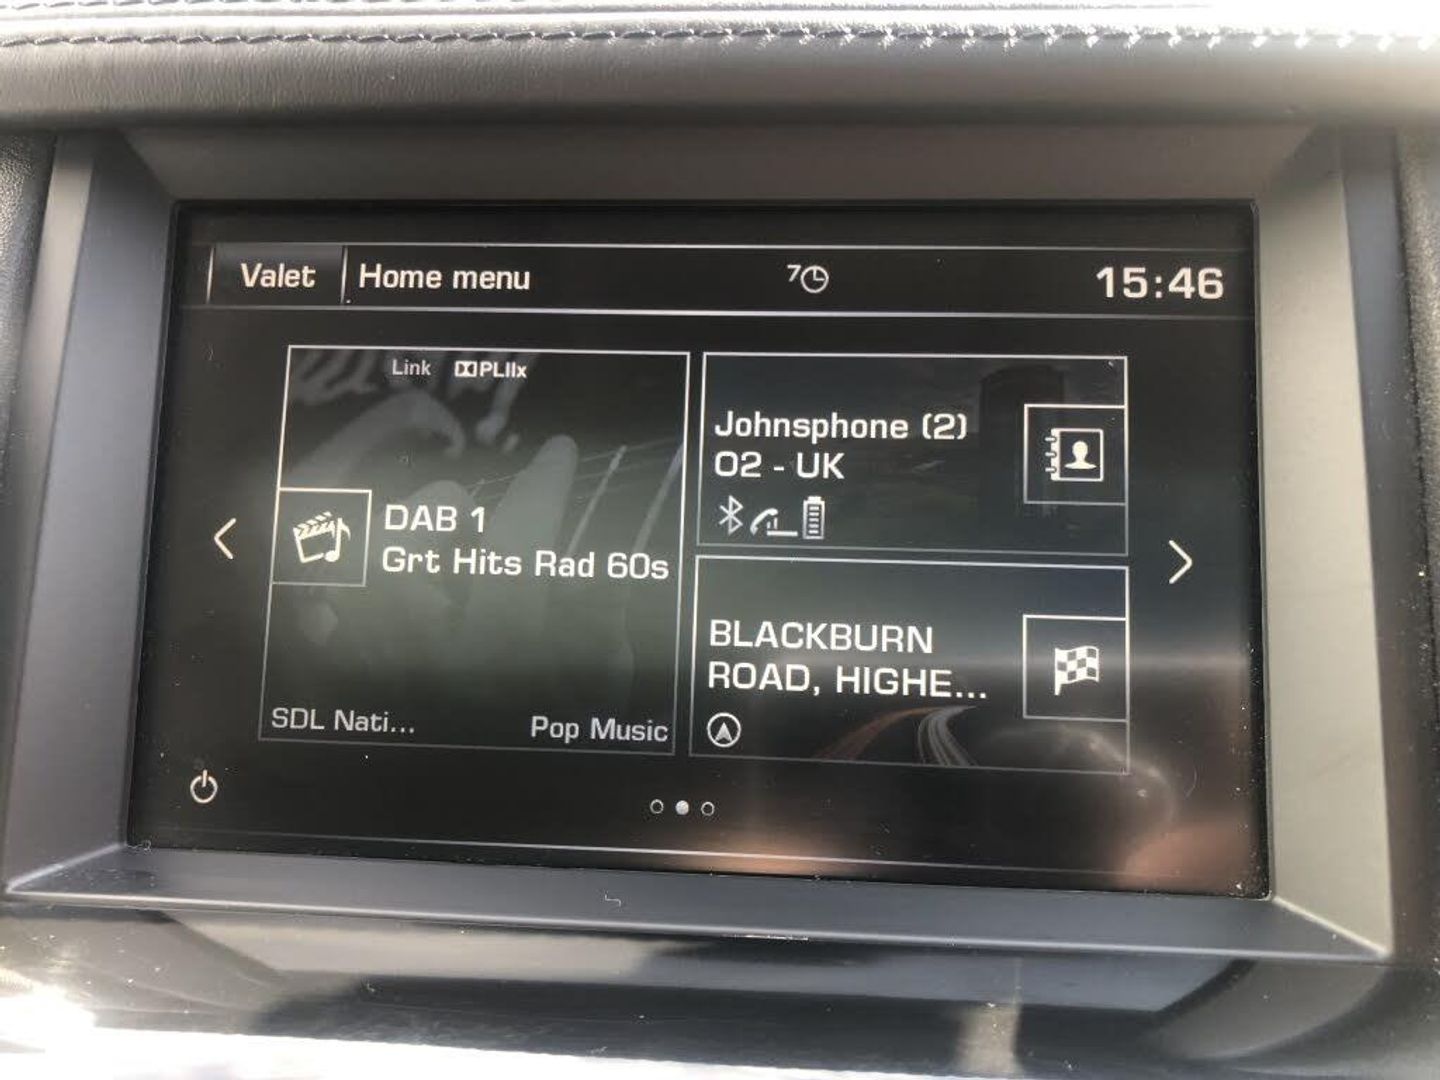 Valet
Home menu
7
15:46
Link
PLIIx
DAB 1
Grt Hits Rad 60s
SDL Nati...
Pop Music
Johnsphone (2)
O2 - UK
BLACKBURN
ROAD, HIGHE...